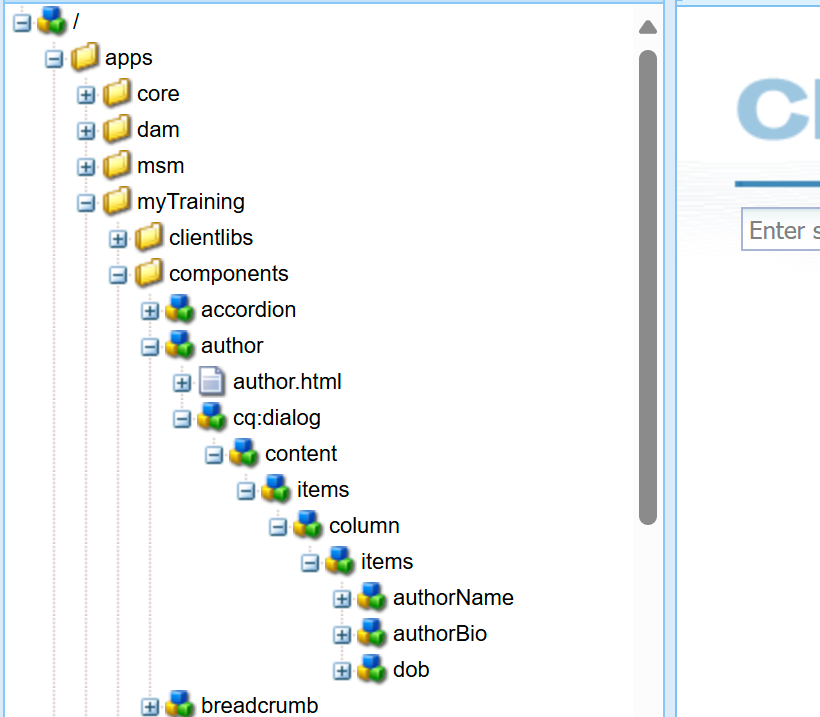 /
apps
core
dam
msm
myTraining
clientlibs
components
accordion
author
author.html
cq:dialog
content
items
column
items
authorName
authorBio
dob
breadcrumb
Enter